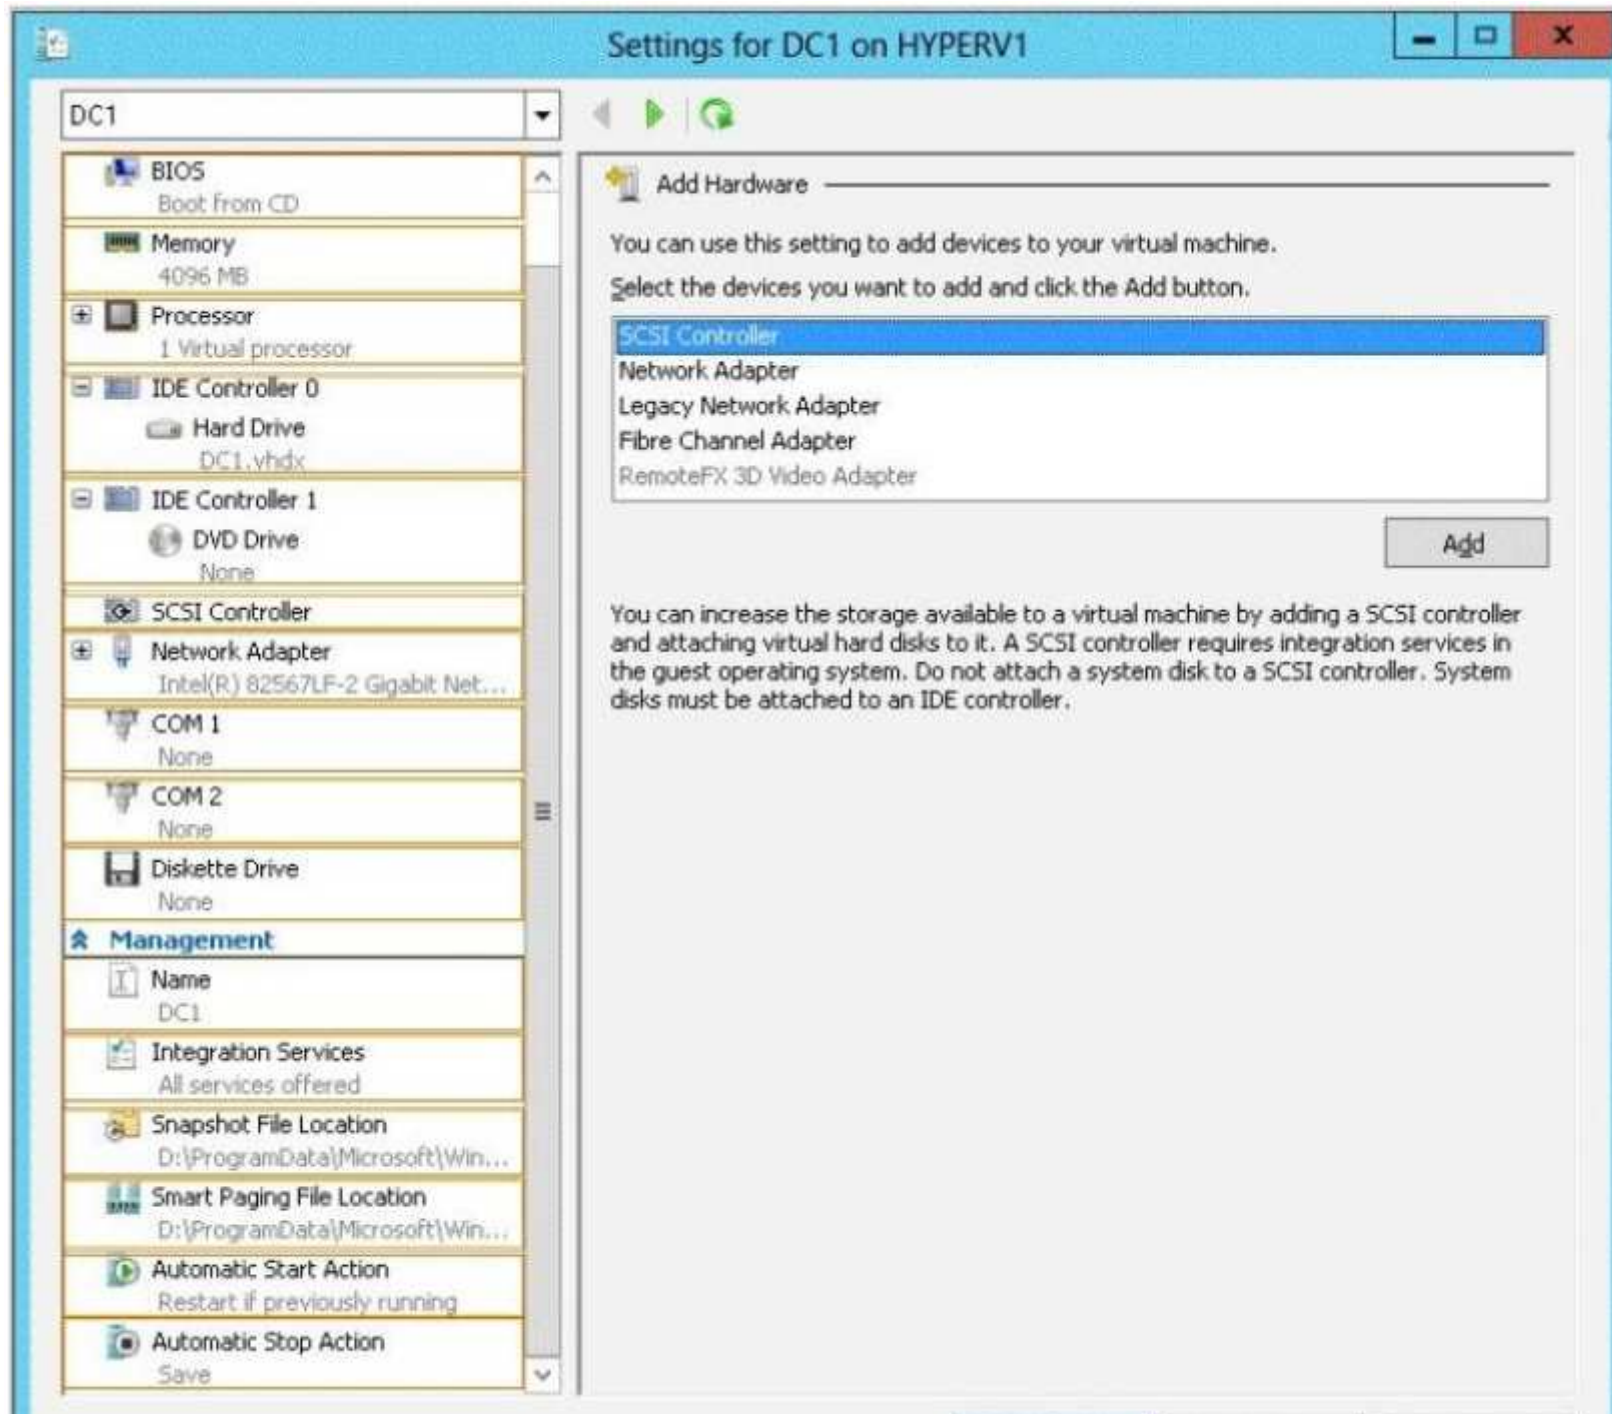 Settings for DC1 on HYPERV1
DC1
BIOS
Boot from CD
Memory
4096 MB
Processor
1 Virtual processor
IDE Controller 0
Hard Drive
DC1.vhdx
IDE Controller 1
DVD Drive
None
SCSI Controller
Network Adapter
Intel(R) 82567LF-2 Gigabit Net...
COM 1
None
COM 2
None
Diskette Drive
None
Management
Name
DC1
Integration Services
All services offered
Snapshot File Location
D:\ProgramData\Microsoft\Win...
Smart Paging File Location
D:\ProgramData\Microsoft\Win...
Automatic Start Action
Restart if previously running
Automatic Stop Action
Save
Add Hardware
You can use this setting to add devices to your virtual machine.
Select the devices you want to add and click the Add button.
SCSI Controller
Network Adapter
Legacy Network Adapter
Fibre Channel Adapter
RemoteFX 3D Video Adapter
Add
You can increase the storage available to a virtual machine by adding a SCSI controller
and attaching virtual hard disks to it. A SCSI controller requires integration services in
the guest operating system. Do not attach a system disk to a SCSI controller. System
disks must be attached to an IDE controller.